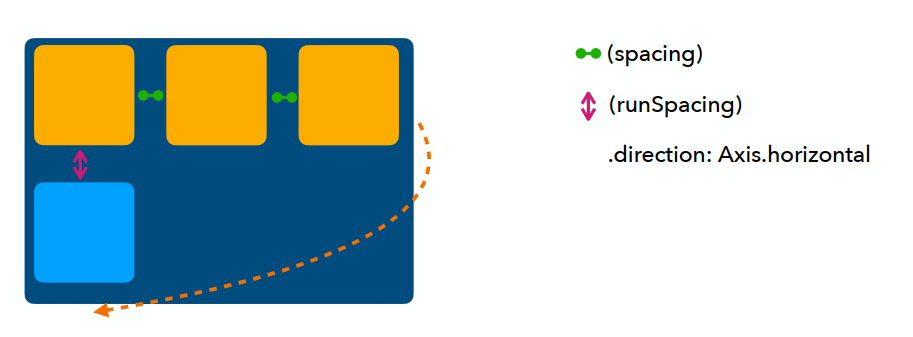 (spacing)
(runSpacing)
.direction: Axis.horizontal